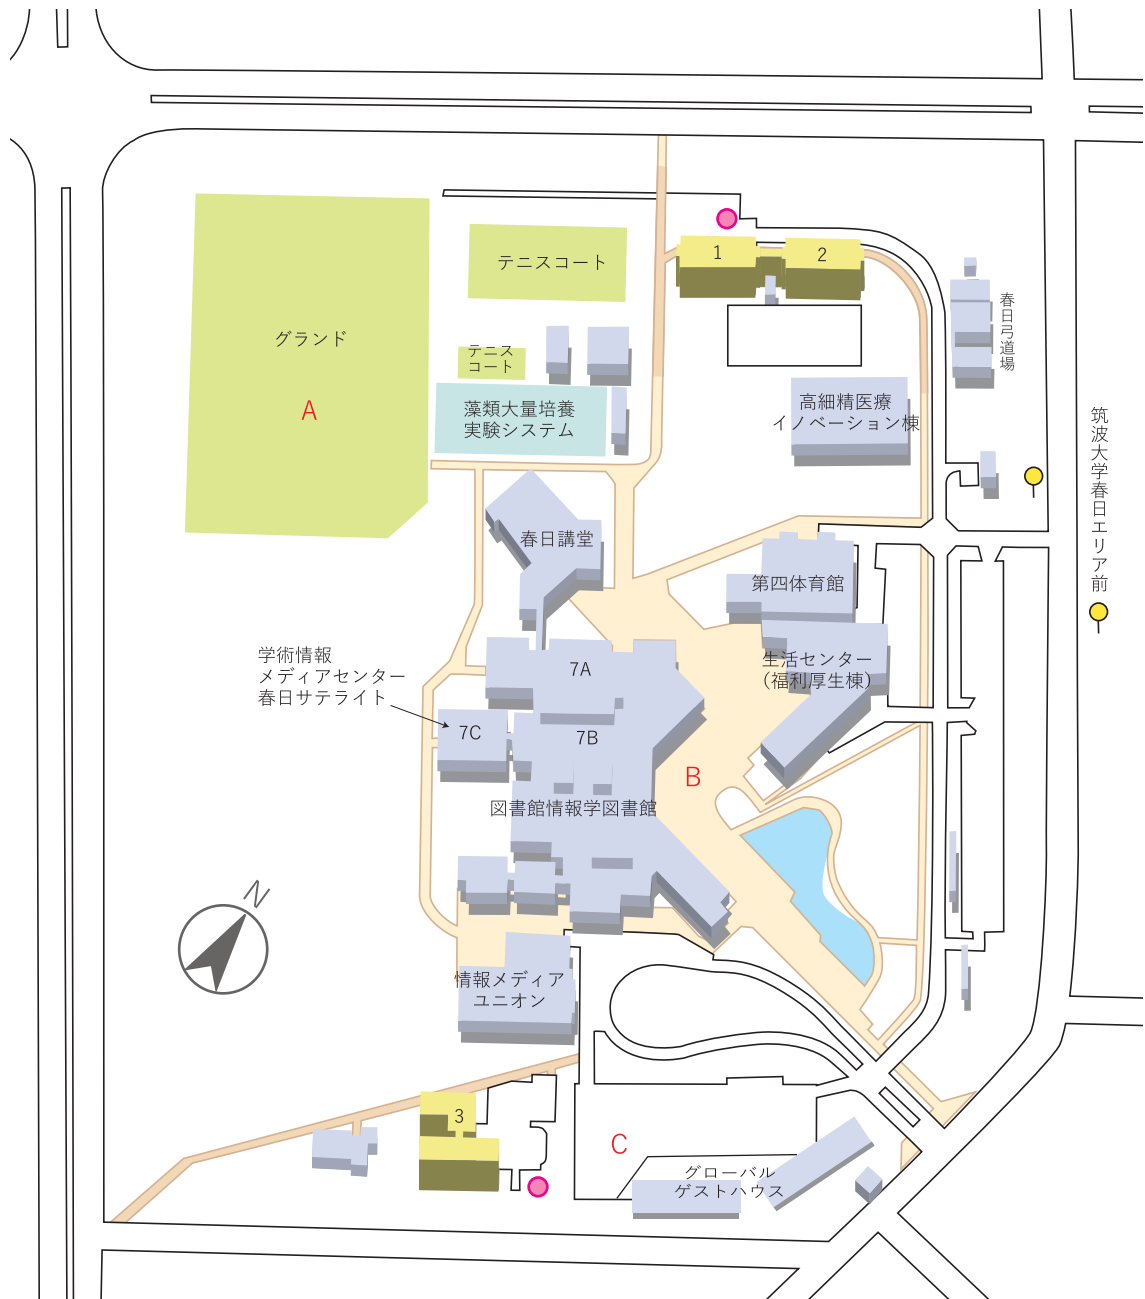 1
2
テニスコート
春日弓道場
グランド
テニス
コート
A
藻類大量培養
実験システム
高細精医療
イノベーション棟
筑波大学春日エリア前
春日講堂
第四体育館
学術情報
メディアセンター
春日サテライト
7A
生活センター
(福利厚生棟)
7C
7B
B
図書館情報学図書館
N
情報メディア
ユニオン
3
C
グローバル
ゲストハウス